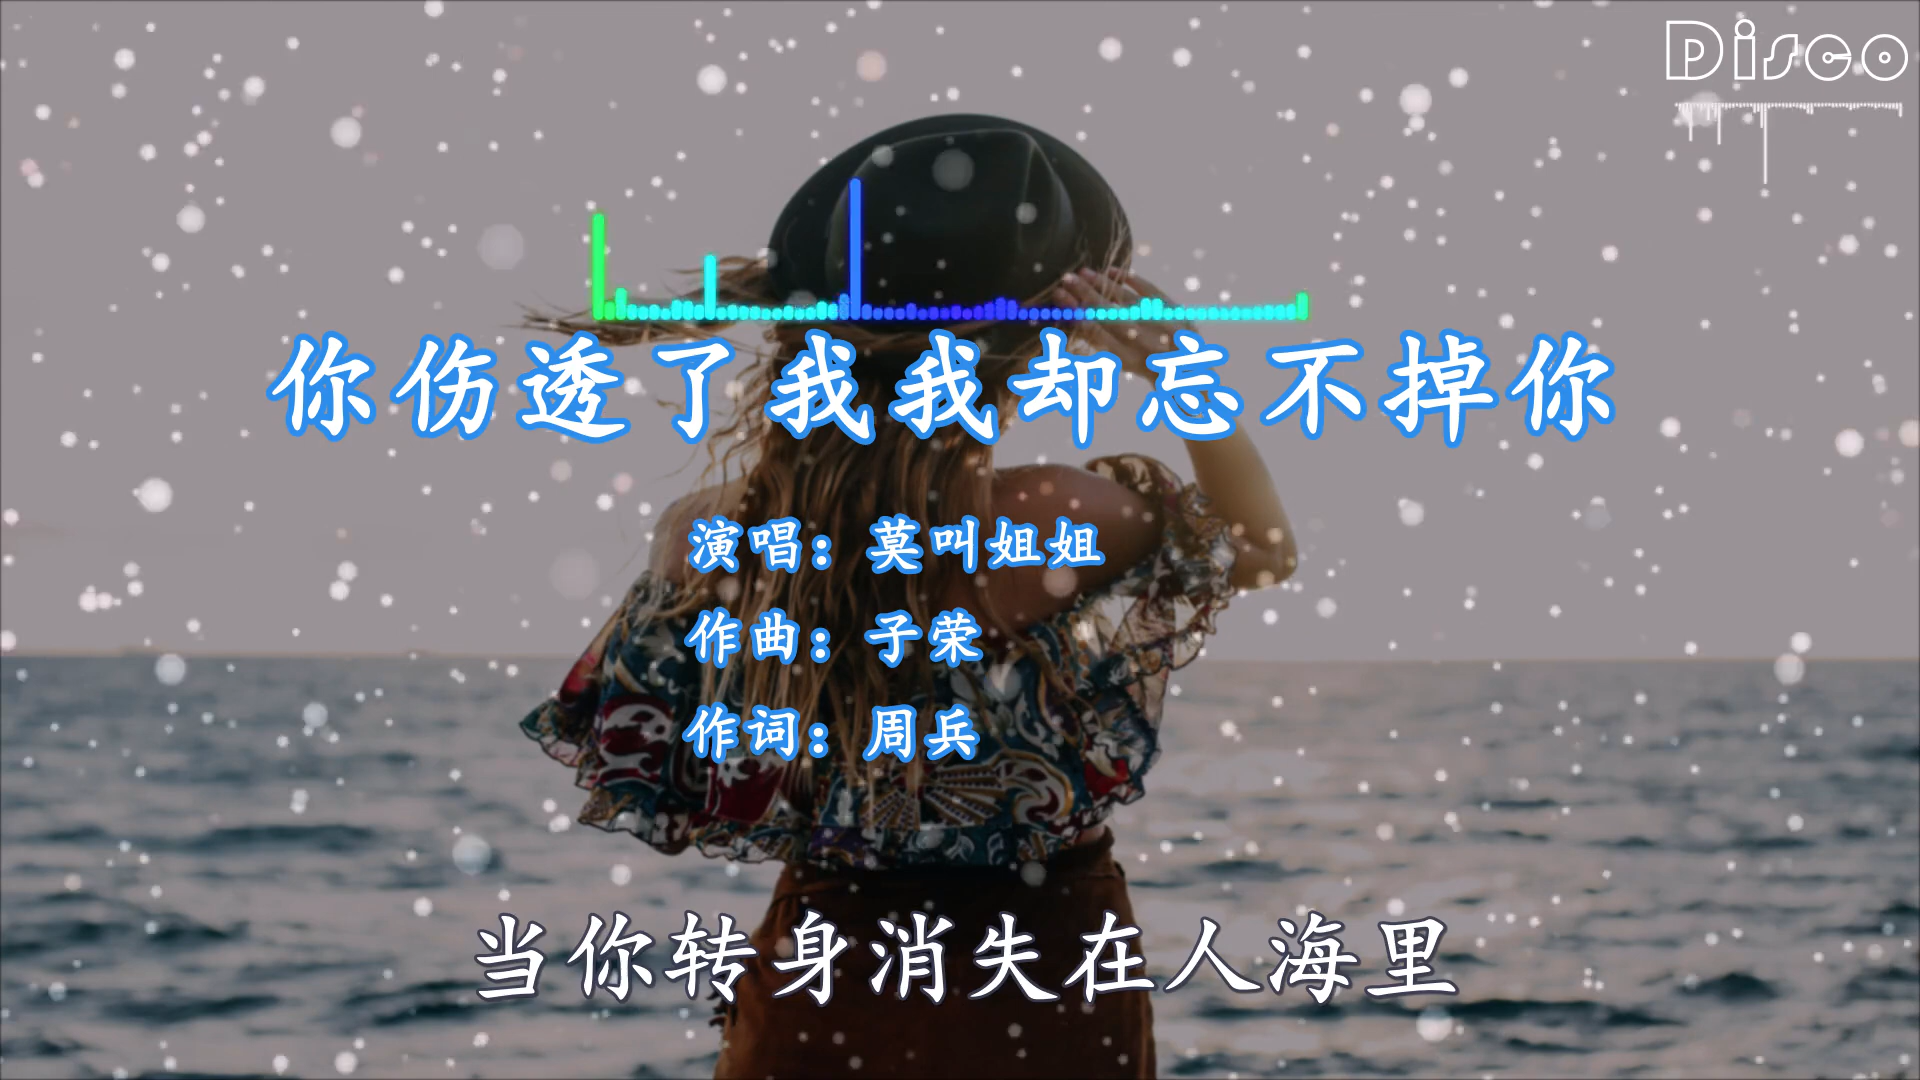 Disco
你伤透了我我却忘不掉你
演唱：莫叫姐姐
作曲：子荣
作词：周兵
当你转身消失在人海里